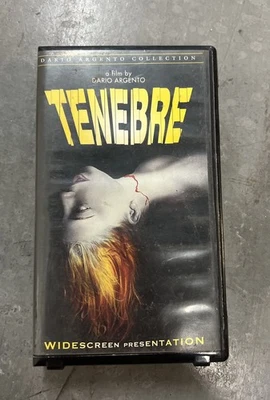 DARIO ARGENTO COLLECTION
a film by
DARIO ARGENTO
TENEBRE
WIDESCREEN PRESENTATION